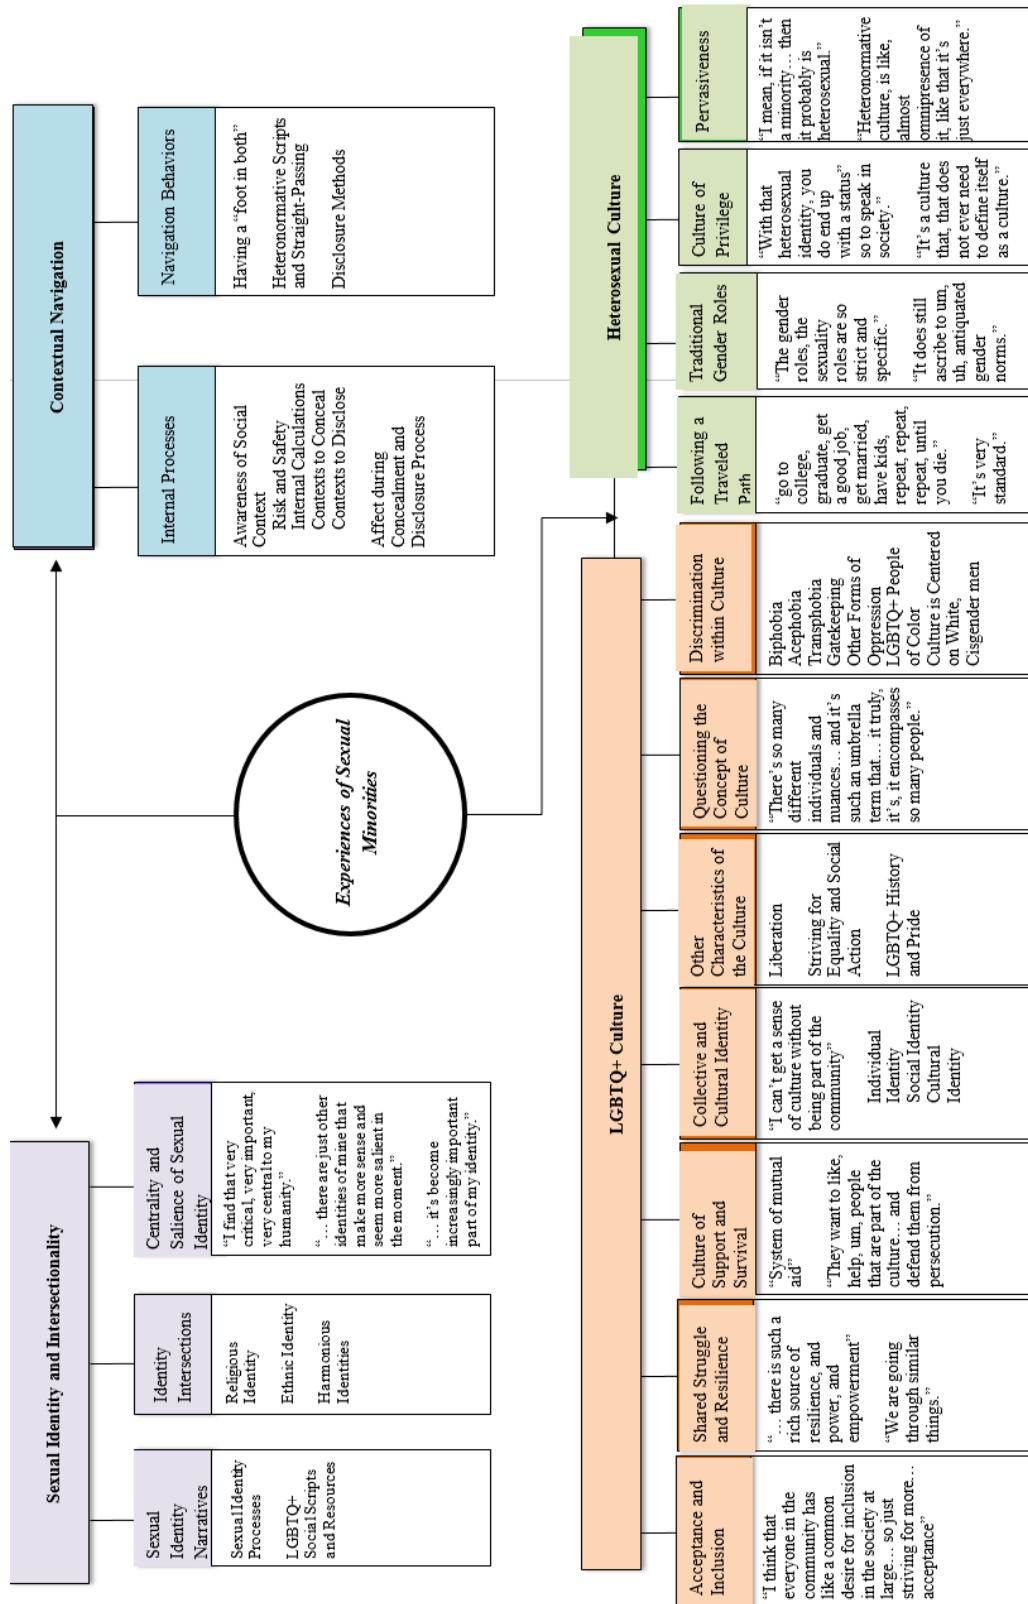 Sexual Identity and Intersectionality
Sexual
Identity
Narratives
Sexual Identity
Processes
LGBTQ+
Social Scripts
and Resources
Identity
Intersections
Religious
Identity
Ethnic Identity
Harmonious
Identities
Centrality and
Salience of Sexual
Identity
“I find that very
critical, very important,
very central to my
humanity.”
“… there are just other
identities of mine that
make more sense and
seem more salient in
the moment.”
“… it’s become
increasingly important
part of my identity.”
Contextual Navigation
Internal Processes
Awareness of Social
Context
Risk and Safety
Internal Calculations
Contexts to Conceal
Contexts to Disclose
Affect during
Concealment and
Disclosure Process
Navigation Behaviors
Having a “foot in both”
Heteronormative Scripts
and Straight-Passing
Disclosure Methods
Experiences of Sexual
Minorities
LGBTQ+ Culture
Acceptance and
Inclusion
“I think that
everyone in the
community has
like a common
desire for inclusion
in the society at
large… so just
striving for more…
acceptance”
Shared Struggle
and Resilience
“… there is such a
rich source of
resilience, and
power, and
empowerment”
“We are going
through similar
things.”
Culture of
Support and
Survival
“System of mutual
aid”
“They want to like,
help, um, people
that are part of the
culture… and
defend them from
persecution.”
Collective and
Cultural Identity
“I can’t get a sense
of culture without
being part of the
community”
Individual
Identity
Social Identity
Cultural
Identity
Other
Characteristics of
the Culture
Liberation
Striving for
Equality and Social
Action
LGBTQ+ History
and Pride
Questioning the
Concept of
Culture
“There’s so many
different
individuals and
nuances… and it’s
such an umbrella
term that… it truly,
it’s, it encompasses
so many people.”
Discrimination
within Culture
Biphobia
Acephobia
Transphobia
Gatekeeping
Other Forms of
Oppression
LGBTQ+ People
of Color
Culture is Centered
on White,
Cisgender men
Heterosexual Culture
Following a
Traveled
Path
“go to
college,
graduate, get
a good job,
get married,
have kids,
repeat, repeat,
repeat, until
you die.”
“It’s very
standard.”
Traditional
Gender Roles
“The gender
roles, the
sexuality
roles are so
strict and
specific.”
“It does still
ascribe to um,
uh, antiquated
gender
norms.”
Culture of
Privilege
“With that
heterosexual
identity, you
do end up
with a status”
so to speak in
society.”
“It’s a culture
that, that does
not ever need
to define itself
as a culture.”
Pervasiveness
“I mean, if it isn’t
a minority… then
it probably is
heterosexual.”
“Heteronormative
culture, is like,
almost
omnipresence of
it, like that it’s
just everywhere.”